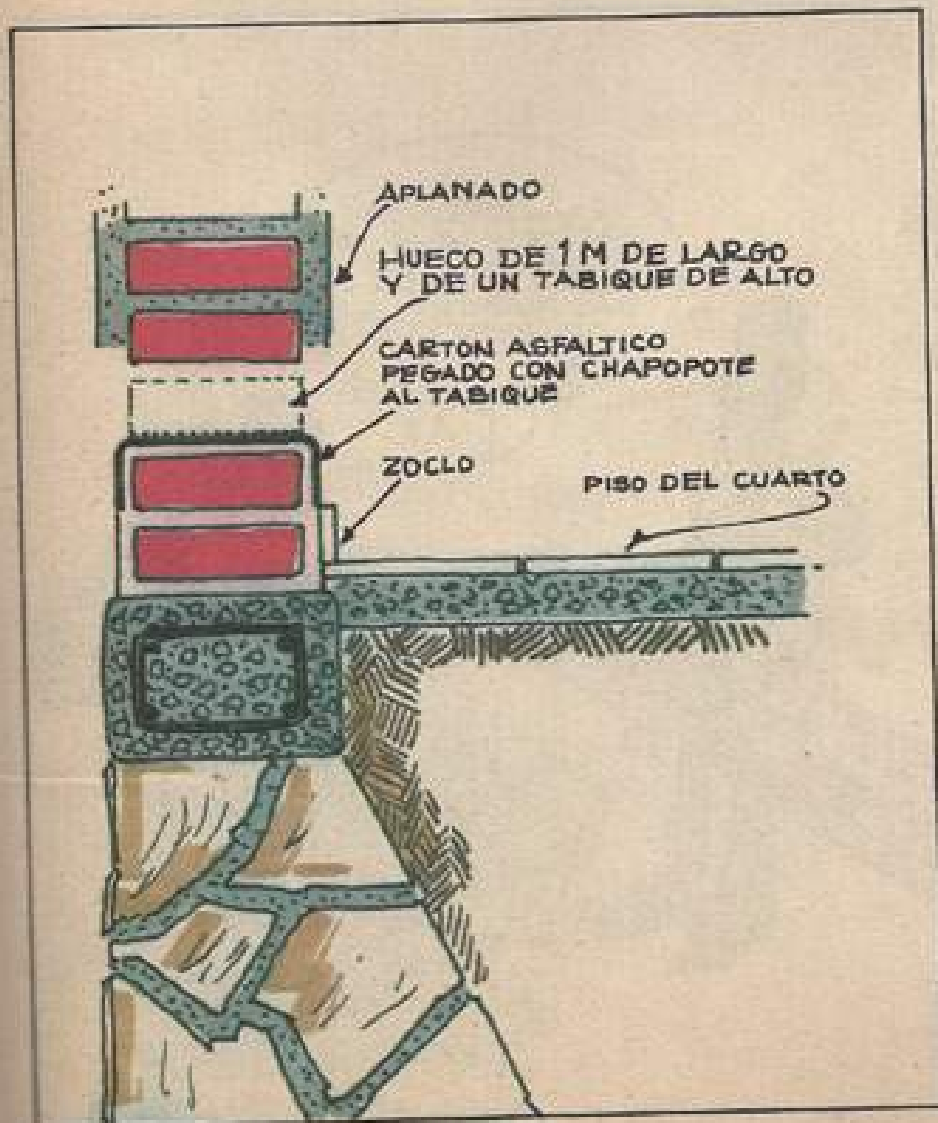 APLANADO
HUECO DE 1 M DE LARGO
Y DE UN TABIQUE DE ALTO
CARTON ASFALTICO
PEGADO CON CHAPOPOTE
AL TABIQUE
ZOCLO
PISO DEL CUARTO